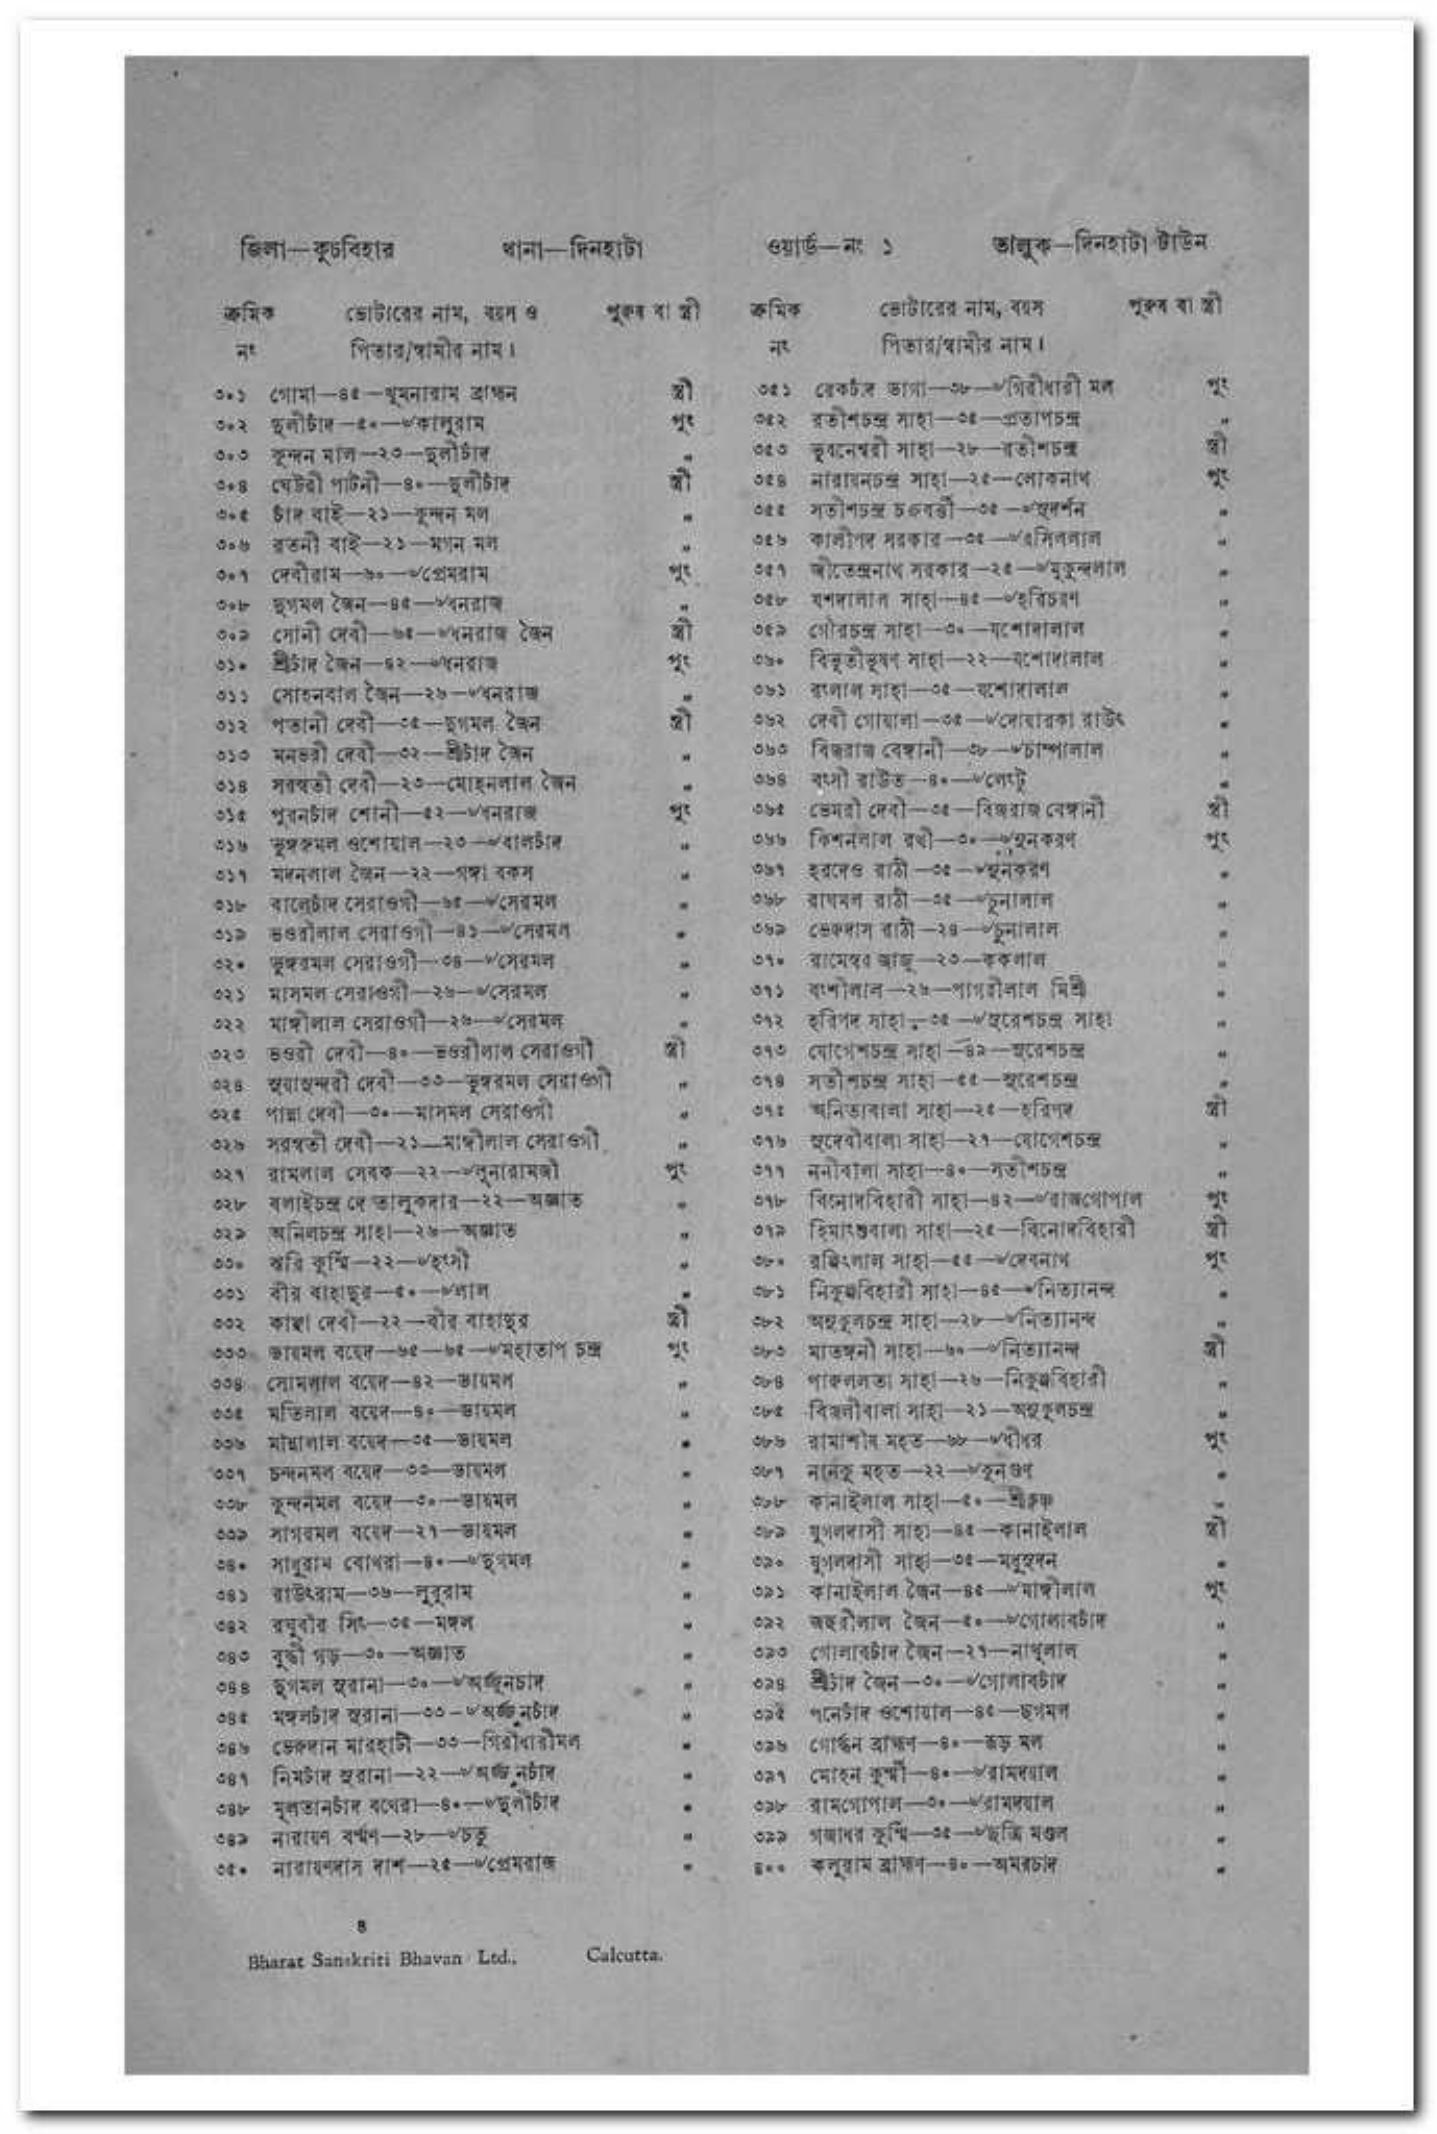 জিলা—কুচবিহার থানা—দিনহাটা ওয়ার্ড—নং ১ তালুক—দিনহাটা টাউন
ক্রমিক ভোটারের নাম, বয়স ও পুরুষ বা স্ত্রী
নং পিতার/স্বামীর নাম।
৩০১ গোমা—৪৫—ঘুমনারাম ব্রাহ্মন স্ত্রী
৩০২ দুলীচাঁদ—৫০—৺কালুরাম পুং
৩০৩ কুন্দন মাল—২৩—দুলীচাঁদ „
৩০৪ ঘেটরী পাটনী—৪০—দুলীচাঁদ স্ত্রী
৩০৫ চাঁদ বাই—২১—কুন্দন মল „
৩০৬ রতনী বাই—২১—মগন মল „
৩০৭ দেবীরাম—৬০—৺প্রেমরাম পুং
৩০৮ দুগমল জৈন—৪৫—৺ধনরাজ „
৩০৯ সোনী দেবী—৬৫—৺ধনরাজ জৈন স্ত্রী
৩১০ শ্রীচাঁদ জৈন—৪২—৺ধনরাজ পুং
৩১১ সোহনবাল জৈন—২৬—৺ধনরাজ „
৩১২ পতানী দেবী—৩৫—দুগমল জৈন স্ত্রী
৩১৩ মনভরী দেবী—৩২—শ্রীচাঁদ জৈন „
৩১৪ সরস্বতী দেবী—২৩—মোহনলাল জৈন „
৩১৫ পুরনচাঁদ শোনী—৫২—৺ধনরাজ পুং
৩১৬ ভুঙ্গরুমল ওশোয়াল—২৩—৺বালচাঁদ „
৩১৭ মদনলাল জৈন—২২—গঙ্গা বকস „
৩১৮ বালেচাঁদ সেরাওগী—৬৫—৺সেরমল „
৩১৯ ভওরীলাল সেরাওগী—৪১—৺সেরমল „
৩২০ ভুঙ্গরমল সেরাওগী—৩৪—৺সেরমল „
৩২১ মাসমল সেরাওগী—২৬—৺সেরমল „
৩২২ মাঙ্গীলাল সেরাওগী—২৬—৺সেরমল „
৩২৩ ভওরী দেবী—৪০—ভওরীলাল সেরাওগী স্ত্রী
৩২৪ সুয়াসুন্দরী দেবী—৩৩—ভুঙ্গরমল সেরাওগী „
৩২৫ পান্না দেবী—৩০—মাসমল সেরাওগী „
৩২৬ সরস্বতী দেবী—২১—মাঙ্গীলাল সেরাওগী „
৩২৭ রামলাল সেবক—২২—৺লুনারামজী পুং
৩২৮ বলাইচন্দ্র দে তালুকদার—২২—অজ্ঞাত „
৩২৯ অনিলচন্দ্র সাহা—২৬—অজ্ঞাত „
৩৩০ ঝরি কুর্ম্মি—২২—৺হংসী „
৩৩১ বীর বাহাদুর—৫০—৺লাল „
৩৩২ কাঞ্ছা দেবী—২২—বীর বাহাদুর স্ত্রী
৩৩৩ ভায়মল বয়েদ—৬৫—৬৫—৺মহাতাপ চন্দ্র পুং
৩৩৪ সোমলাল বয়েদ—৪২—ভায়মল „
৩৩৫ মতিলাল বয়েদ—৪০—ভায়মল „
৩৩৬ মান্নালাল বয়েদ—৩৫—ভায়মল „
৩৩৭ চন্দনমল বয়েদ—৩৩—ভায়মল „
৩৩৮ কুন্দনমল বয়েদ—৩০—ভায়মল „
৩৩৯ সাগরমল বয়েদ—২৭—ভায়মল „
৩৪০ সাধুরাম বোথরা—৪০—৺দুগমল „
৩৪১ রাউৎরাম—৩৬—লুবুরাম „
৩৪২ রঘুবীর সিং—৩৫—মঙ্গল „
৩৪৩ বুদ্ধী গড়—৩০—অজ্ঞাত „
৩৪৪ দুগমল সুরানা—৩০—৺অর্জ্জুনচাঁদ „
৩৪৫ মঙ্গলচাঁদ সুরানা—৩৩–৺অর্জ্জুনচাঁদ „
৩৪৬ ভেরুদান মারহাটী—৩৩—গিরীধারীমল „
৩৪৭ নিমচাঁদ সুরানা—২২—৺অর্জ্জুনচাঁদ „
৩৪৮ মূলতানচাঁদ বথেরা—৪০—৺দুলীচাঁদ „
৩৪৯ নারায়ণ বর্ম্মণ—২৮—৺চতু „
৩৫০ নারায়ণদাস দাশ—২৫—৺প্রেমরাজ „
৪
Bharat Sanskriti Bhavan Ltd., Calcutta.
ক্রমিক ভোটারের নাম, বয়স পুরুষ বা স্ত্রী
নং পিতার/স্বামীর নাম।
৩৫১ রেকচাঁদ ভাগা—৩৮—৺গিরীধারী মল পুং
৩৫২ রতীশচন্দ্র সাহা—৩৫—প্রতাপচন্দ্র „
৩৫৩ ভুবনেশ্বরী সাহা—২৮—রতীশচন্দ্র স্ত্রী
৩৫৪ নারায়নচন্দ্র সাহা—২৫—লোকনাথ পুং
৩৫৫ সতীশচন্দ্র চক্রবর্ত্তী—৩৫—৺সুদর্শন „
৩৫৬ কালীপদ সরকার—৩৫—৺রসিলাল „
৩৫৭ জীতেন্দ্রনাথ সরকার—২৫—৺মুকুন্দলাল „
৩৫৮ যশদালাল সাহা—৪৫—৺হরিচরণ „
৩৫৯ গৌরচন্দ্র সাহা—৩০—যশোদালাল „
৩৬০ বিভূতীভূষণ সাহা—২২—যশোদালাল „
৩৬১ রংলাল সাহা—৩৫—যশোদালাল „
৩৬২ দেবী গোয়ালা—৩৫—৺দোয়ারকা রাউৎ „
৩৬৩ বিজরাজ বেঙ্গানী—৩৮—৺চাম্পালাল „
৩৬৪ বংসী রাউত—৪০—৺লেংটু „
৩৬৫ ভেমরী দেবী—৩৫—বিজরাজ বেঙ্গানী স্ত্রী
৩৬৬ কিশনলাল রথী—৩০—৺সুনকরণ পুং
৩৬৭ হরদেও রাঠী—৩৫—৺সুনকরণ „
৩৬৮ রাঘমল রাঠী—৩৫—৺চুনালাল „
৩৬৯ ভেরুদাস রাঠী—২৪—৺চুনালাল „
৩৭০ রামেশ্বর জাজু—২৩—ককলাল „
৩৭১ বংশীলাল—২৬—পাগরীলাল মিশ্রী „
৩৭২ হরিপদ সাহা—৩৫—৺সুরেশচন্দ্র সাহা „
৩৭৩ যোগেশচন্দ্র সাহা—৪৯—সুরেশচন্দ্র „
৩৭৪ সতীশচন্দ্র সাহা—৫৫—সুরেশচন্দ্র „
৩৭৫ অনিতাবালা সাহা—২৫—হরিপদ স্ত্রী
৩৭৬ সুদেবীবালা সাহা—২৭—যোগেশচন্দ্র „
৩৭৭ ননীবালা সাহা—৪০—সতীশচন্দ্র „
৩৭৮ বিনোদবিহারী সাহা—৪২—৺রাজগোপাল পুং
৩৭৯ হিমাংশুবালা সাহা—২৫—বিনোদবিহারী স্ত্রী
৩৮০ রঙ্গিংলাল সাহা—৫৫—৺দেবনাথ পুং
৩৮১ নিকুঞ্জবিহারী সাহা—৪৫—৺নিত্যানন্দ „
৩৮২ অনুকুলচন্দ্র সাহা—২৮—৺নিত্যানন্দ „
৩৮৩ মাতঙ্গনী সাহা—৬০—৺নিত্যানন্দ স্ত্রী
৩৮৪ পারুললতা সাহা—২৬—নিকুঞ্জবিহারী „
৩৮৫ বিজলীবালা সাহা—২১—অনুকুলচন্দ্র „
৩৮৬ রামাশীষ মহত—৬৮—৺বীধর পুং
৩৮৭ নানকু মহত—২২—৺কুনগুণ „
৩৮৮ কানাইলাল সাহা—৫০—শ্রীকৃষ্ণ „
৩৮৯ যুগলদাসী সাহা—৪৫—কানাইলাল স্ত্রী
৩৯০ যুগলদাসী সাহা—৩৫—মধুসুদন „
৩৯১ কানাইলাল জৈন—৪৫—৺মাঙ্গীলাল পুং
৩৯২ জহুরীলাল জৈন—৫০—৺গোলাবচাঁদ „
৩৯৩ গোলাবচাঁদ জৈন—২৭—নাথুলাল „
৩৯৪ শ্রীচাঁদ জৈন—৩০—৺গোলাবচাঁদ „
৩৯৫ পনেচাঁদ ওশোয়াল—৪৫—ছগমল „
৩৯৬ গোর্দ্ধন ব্রাহ্মণ—৪০—রূড় মল „
৩৯৭ মোহন কুর্ম্মী—৪০—৺রামদয়াল „
৩৯৮ রামগোপাল—৩০—৺রামদয়াল „
৩৯৯ গজাধর কুর্ম্মি—৩৫—৺ছত্রি মণ্ডল „
৪০০ কলুরাম ব্রাহ্মণ—৪০—অমরচাঁদ „